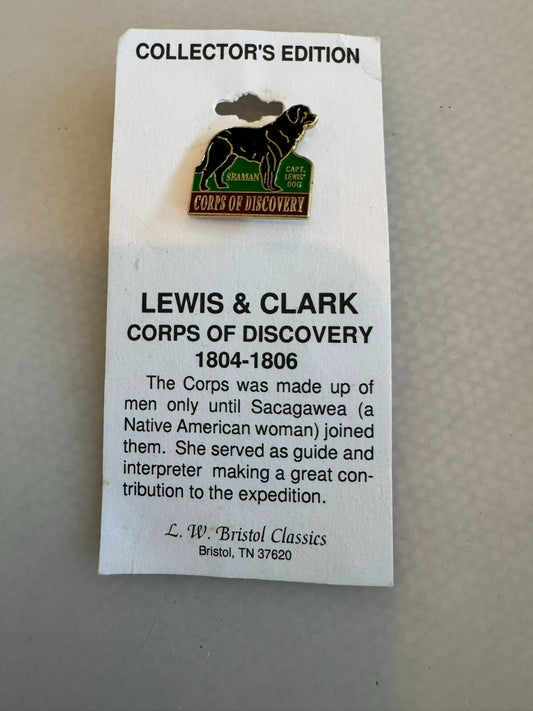 COLLECTOR'S EDITION
SEAMAN
CAPT.
LEWIS'
DOG
CORPS OF DISCOVERY
LEWIS & CLARK
CORPS OF DISCOVERY
1804-1806
The Corps was made up of
men only until Sacagawea (a
Native American woman) joined
them. She served as guide and
interpreter making a great con-
tribution to the expedition.
L. W. Bristol Classics
Bristol, TN 37620